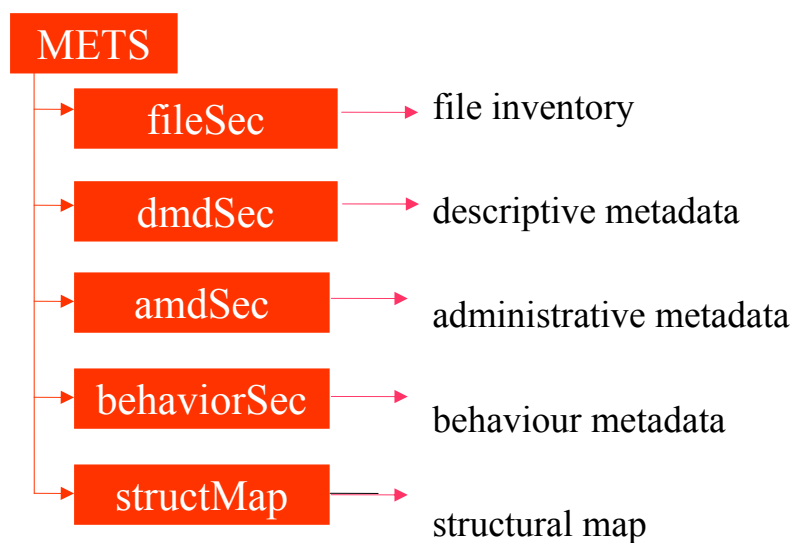 METS
fileSec
file inventory
dmdSec
descriptive metadata
amdSec
administrative metadata
behaviorSec
behaviour metadata
structMap
structural map